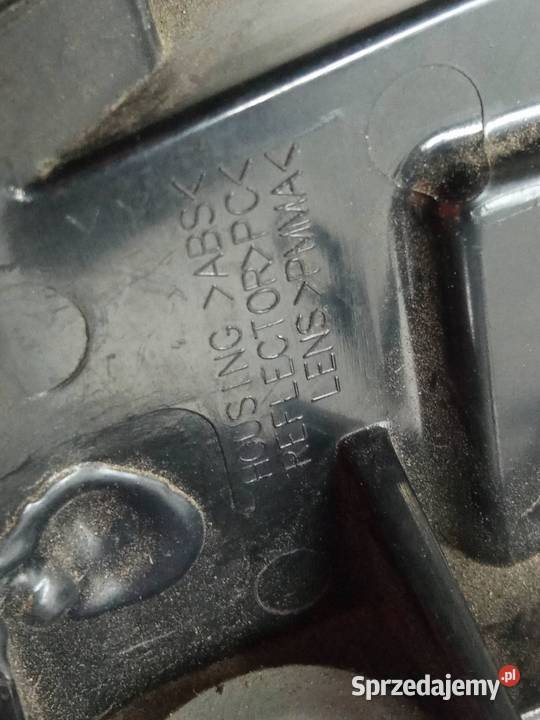 HOUSING >ABS<
REFLECTOR>PC<
LENS>PMMA<
Sprzedajemy.pl